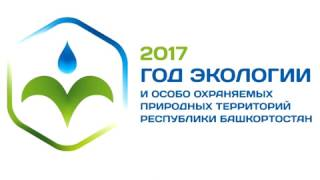 2017
ГОД ЭКОЛОГИИ
И ОСОБО ОХРАНЯЕМЫХ
ПРИРОДНЫХ ТЕРРИТОРИЙ
РЕСПУБЛИКИ БАШКОРТОСТАН